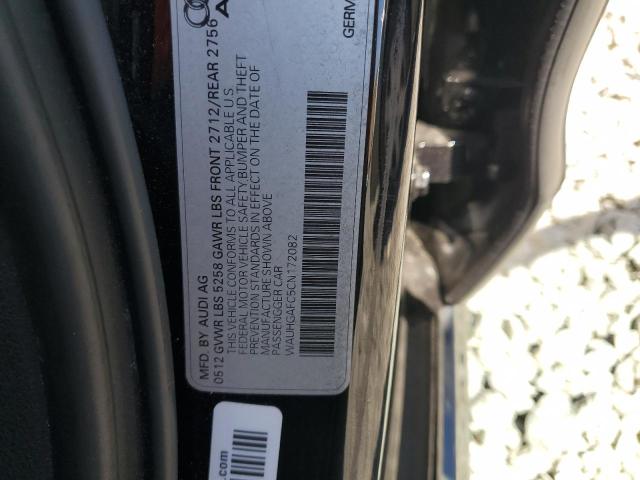 MFD. BY AUDI AG
0512 GVWR LBS 5258 GAWR LBS FRONT 2712/REAR 2756
THIS VEHICLE CONFORMS TO ALL APPLICABLE U.S.
FEDERAL MOTOR VEHICLE SAFETY,BUMPER AND THEFT
PREVENTION STANDARDS IN EFFECT ON THE DATE OF
MANUFACTURE SHOWN ABOVE
PASSENGGER CAR
WAUHGAFC5CN172082
GERM
.com